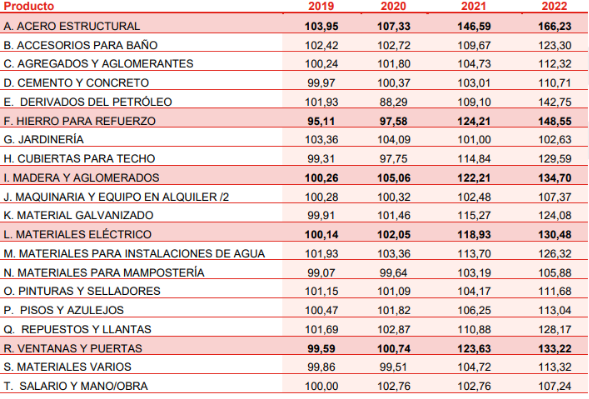 Producto 2019 2020 2021 2022
A. ACERO ESTRUCTURAL 103,95 107,33 146,59 166,23
B. ACCESORIOS PARA BAÑO 102,42 102,72 109,67 123,30
C. AGREGADOS Y AGLOMERANTES 100,24 101,80 104,73 112,32
D. CEMENTO Y CONCRETO 99,97 100,37 103,01 110,71
E. DERIVADOS DEL PETRÓLEO 101,93 88,29 109,10 142,75
F. HIERRO PARA REFUERZO 95,11 97,58 124,21 148,55
G. JARDINERÍA 103,36 104,09 101,00 102,63
H. CUBIERTAS PARA TECHO 99,31 97,75 114,84 129,59
I. MADERA Y AGLOMERADOS 100,26 105,06 122,21 134,70
J. MAQUINARIA Y EQUIPO EN ALQUILER /2 100,28 100,32 102,48 107,37
K. MATERIAL GALVANIZADO 99,91 101,46 115,27 124,08
L. MATERIALES ELÉCTRICO 100,14 102,05 118,93 130,48
M. MATERIALES PARA INSTALACIONES DE AGUA 101,93 103,36 113,70 126,32
N. MATERIALES PARA MAMPOSTERÍA 99,07 99,64 103,19 105,88
O. PINTURAS Y SELLADORES 101,15 101,09 104,17 111,68
P. PISOS Y AZULEJOS 100,47 101,82 106,25 113,04
Q. REPUESTOS Y LLANTAS 101,69 102,87 110,88 128,17
R. VENTANAS Y PUERTAS 99,59 100,74 123,63 133,22
S. MATERIALES VARIOS 99,86 99,51 104,72 113,32
T. SALARIO Y MANO/OBRA 100,00 102,76 102,76 107,24